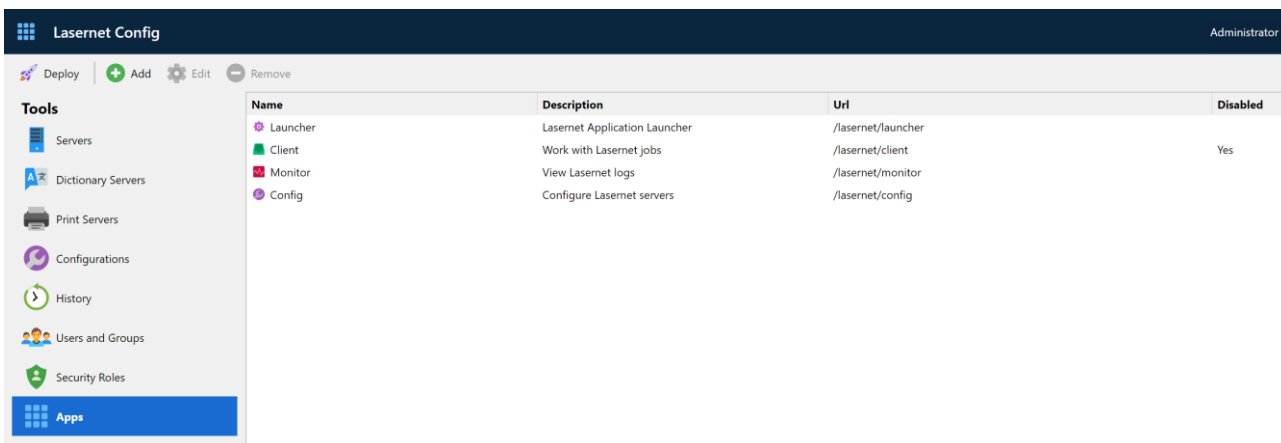 Lasernet Config
Administrator
Deploy Add Edit Remove
Tools
Servers
Dictionary Servers
Print Servers
Configurations
History
Users and Groups
Security Roles
Apps
Name Description Url Disabled
Launcher Lasernet Application Launcher /lasernet/launcher
Client Work with Lasernet jobs /lasernet/client Yes
Monitor View Lasernet logs /lasernet/monitor
Config Configure Lasernet servers /lasernet/config